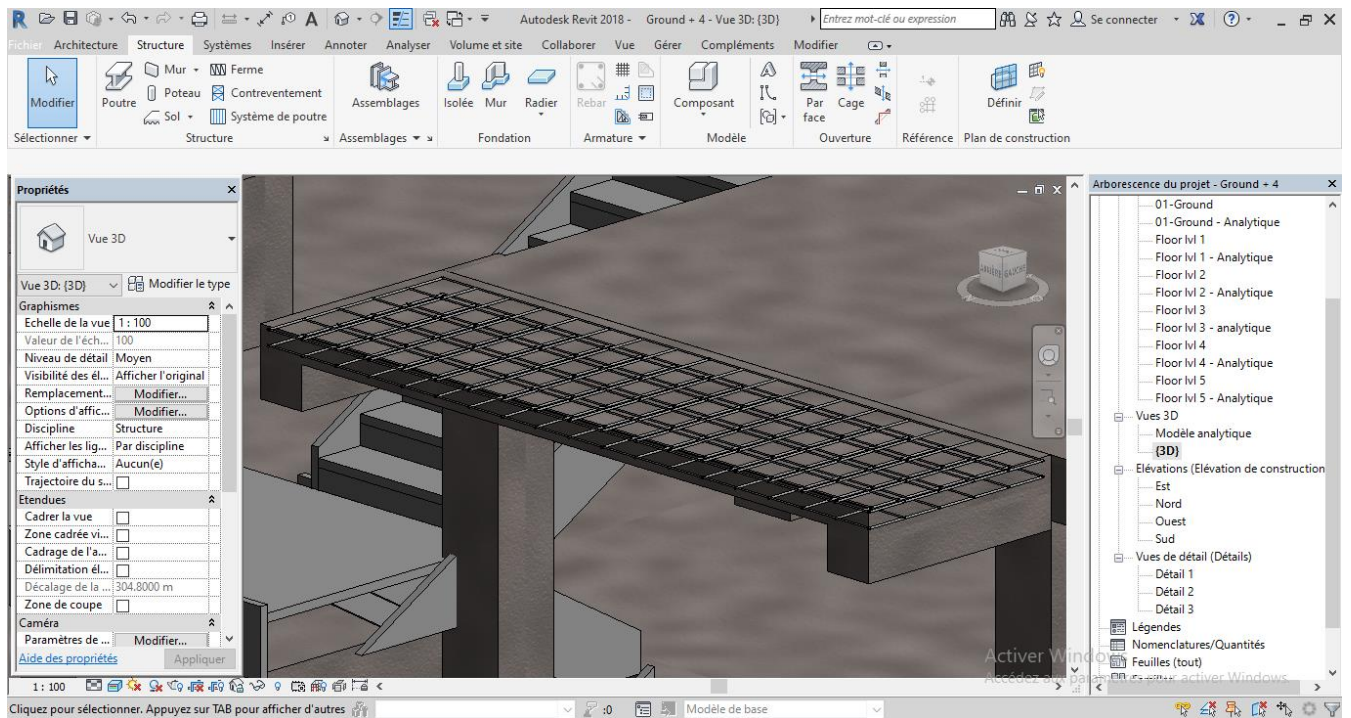 Autodesk Revit 2018 - Ground + 4 - Vue 3D: {3D}
Entrez mot-clé ou expression
Se connecter
Fichier Architecture Structure Systèmes Insérer Annoter Analyser Volume et site Collaborer Vue Gérer Compléments Modifier
Modifier
Poutre
Mur
Poteau
Sol
Ferme
Contreventement
Système de poutre
Assemblages
Isolée Mur Radier
Rebar
Composant
Par face
Cage
Définir
Sélectionner Structure Assemblages Fondation Armature Modèle Ouverture Référence Plan de construction
Propriétés
Vue 3D
Vue 3D: {3D} Modifier le type
Graphismes
Echelle de la vue 1 : 100
Valeur de l'éch... 100
Niveau de détail Moyen
Visibilité des él... Afficher l'original
Remplacement... Modifier...
Options d'affic... Modifier...
Discipline Structure
Afficher les lig... Par discipline
Style d'afficha... Aucun(e)
Trajectoire du s...
Etendues
Cadrer la vue
Zone cadrée vi...
Cadrage de l'a...
Délimitation él...
Décalage de la ... 304.8000 m
Zone de coupe
Caméra
Paramètres de ... Modifier...
Aide des propriétés Appliquer
GAUCHE
Arborescence du projet - Ground + 4
01-Ground
01-Ground - Analytique
Floor lvl 1
Floor lvl 1 - Analytique
Floor lvl 2
Floor lvl 2 - Analytique
Floor lvl 3
Floor lvl 3 - analytique
Floor lvl 4
Floor lvl 4 - Analytique
Floor lvl 5
Floor lvl 5 - Analytique
Vues 3D
Modèle analytique
{3D}
Elévations (Elévation de construction
Est
Nord
Ouest
Sud
Vues de détail (Détails)
Détail 1
Détail 2
Détail 3
Légendes
Nomenclatures/Quantités
Feuilles (tout)
Activer Windows
Accédez aux paramètres pour activer Windows.
1 : 100
Cliquez pour sélectionner. Appuyez sur TAB pour afficher d'autres
:0
Modèle de base